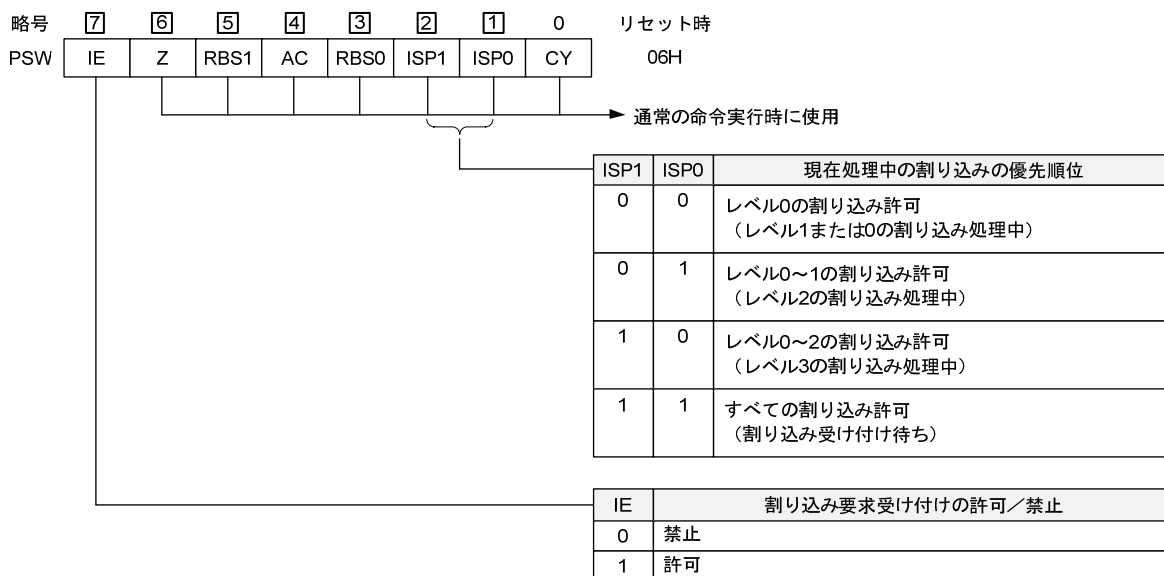 略号 7 6 5 4 3 2 1 0 リセット時
PSW IE Z RBS1 AC RBS0 ISP1 ISP0 CY 06H
通常の命令実行時に使用
ISP1 ISP0 現在処理中の割り込みの優先順位
0 0 レベル0の割り込み許可
（レベル1または0の割り込み処理中）
0 1 レベル0～1の割り込み許可
（レベル2の割り込み処理中）
1 0 レベル0～2の割り込み許可
（レベル3の割り込み処理中）
1 1 すべての割り込み許可
（割り込み受け付け待ち）
IE 割り込み要求受け付けの許可／禁止
0 禁止
1 許可